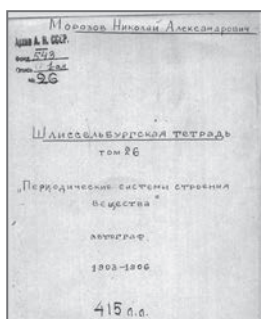 Морозов Николай Александрович
Архив А. Н. СССР.
Фонд 543
Опись
№ 26
Шлиссельбургская тетрадь
том 26
„Периодические системы строения
вещества"
автограф.
1903-1906
415 л.л.